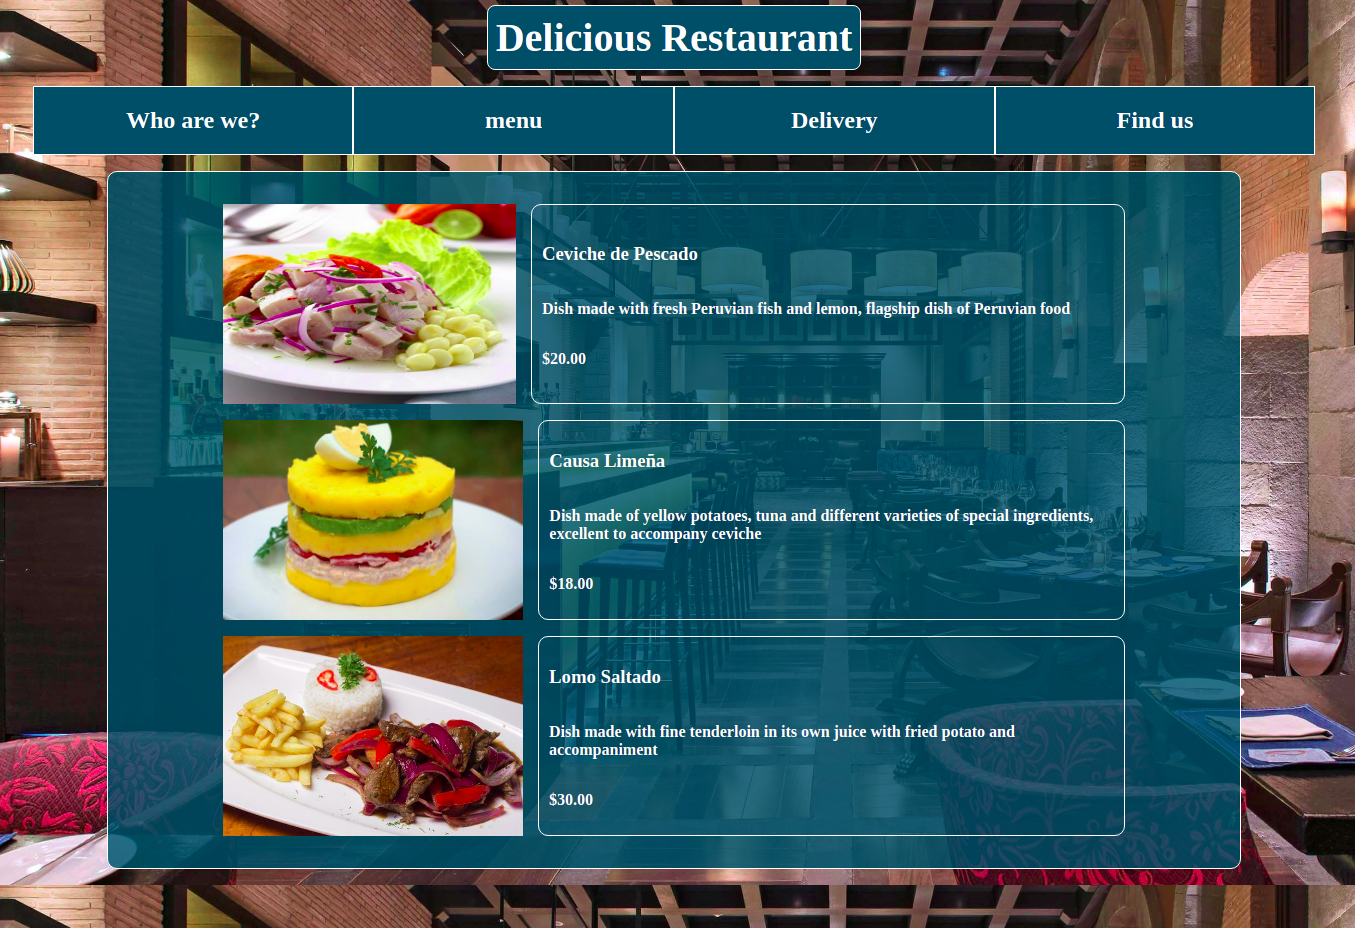 Delicious Restaurant
Who are we?
menu
Delivery
Find us
Ceviche de Pescado
Dish made with fresh Peruvian fish and lemon, flagship dish of Peruvian food
$20.00
Causa Limeña
Dish made of yellow potatoes, tuna and different varieties of special ingredients,
excellent to accompany ceviche
$18.00
Lomo Saltado
Dish made with fine tenderloin in its own juice with fried potato and
accompaniment
$30.00